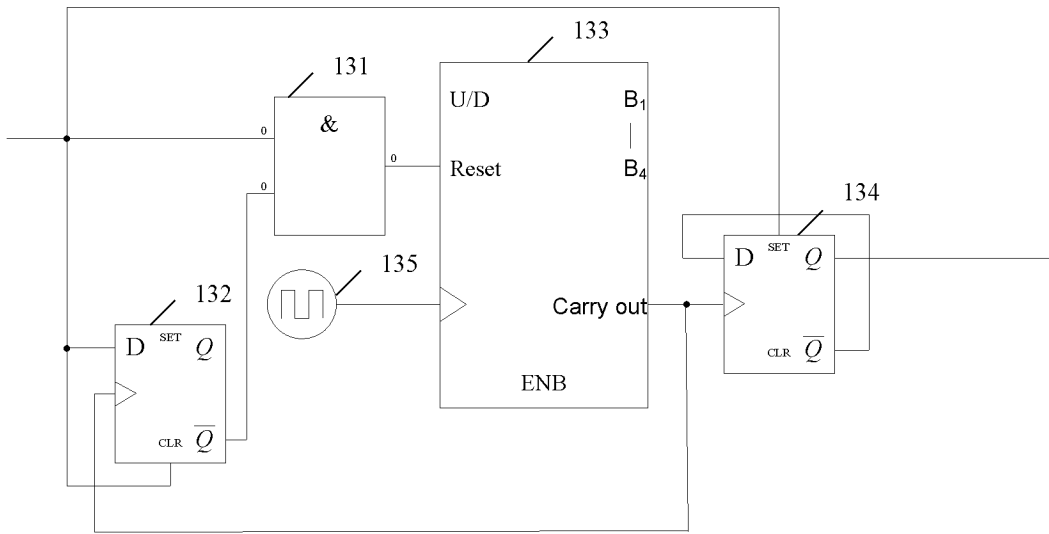 133
131
&
0
0
0
U/D
B₁
Reset
B₄
134
D
SET
Q
CLR
Q̅
135
132
D
SET
Q
CLR
Q̅
Carry out
ENB